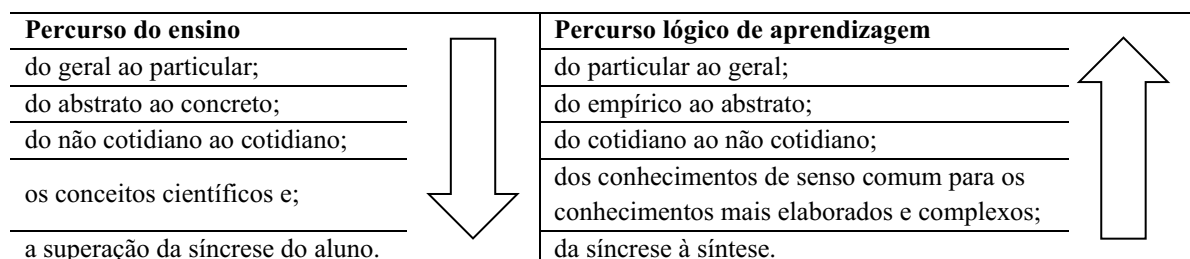 Percurso do ensino
do geral ao particular;
do abstrato ao concreto;
do não cotidiano ao cotidiano;
os conceitos científicos e;
a superação da síncrese do aluno.
Percurso lógico de aprendizagem
do particular ao geral;
do empírico ao abstrato;
do cotidiano ao não cotidiano;
dos conhecimentos de senso comum para os
conhecimentos mais elaborados e complexos;
da síncrese à síntese.